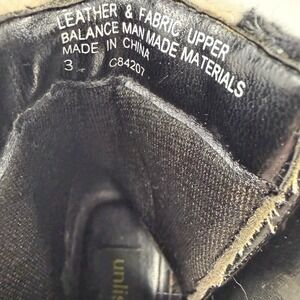 LEATHER & FABRIC UPPER
BALANCE MAN MADE MATERIALS
MADE IN CHINA
3 C84207